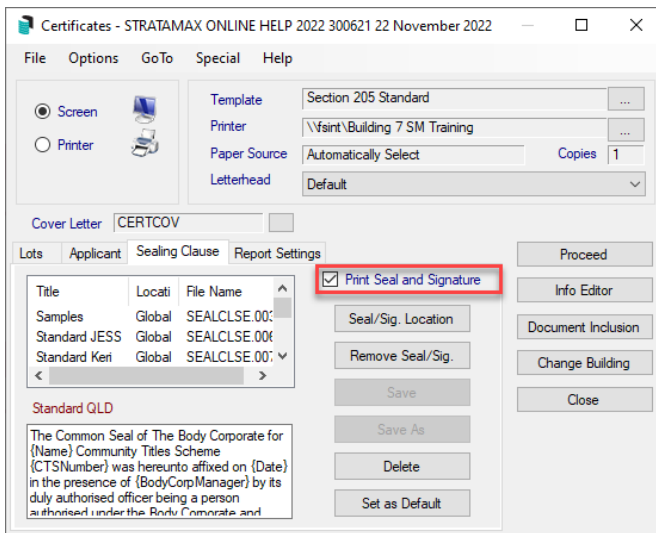 Certificates - STRATAMAX ONLINE HELP 2022 300621 22 November 2022
File Options GoTo Special Help
Screen
Printer
Template Section 205 Standard ...
Printer \\fsint\Building 7 SM Training ...
Paper Source Automatically Select Copies 1
Letterhead Default
Cover Letter CERTCOV
Lots Applicant Sealing Clause Report Settings
Title Locati File Name
Samples Global SEALCLSE.003
Standard JESS Global SEALCLSE.006
Standard Keri Global SEALCLSE.007
Standard QLD
The Common Seal of The Body Corporate for
{Name} Community Titles Scheme
{CTSNumber} was hereunto affixed on {Date}
in the presence of {BodyCorpManager} by its
duly authorised officer being a person
authorised under the Body Corporate and
Print Seal and Signature
Seal/Sig. Location
Remove Seal/Sig.
Save
Save As
Delete
Set as Default
Proceed
Info Editor
Document Inclusion
Change Building
Close